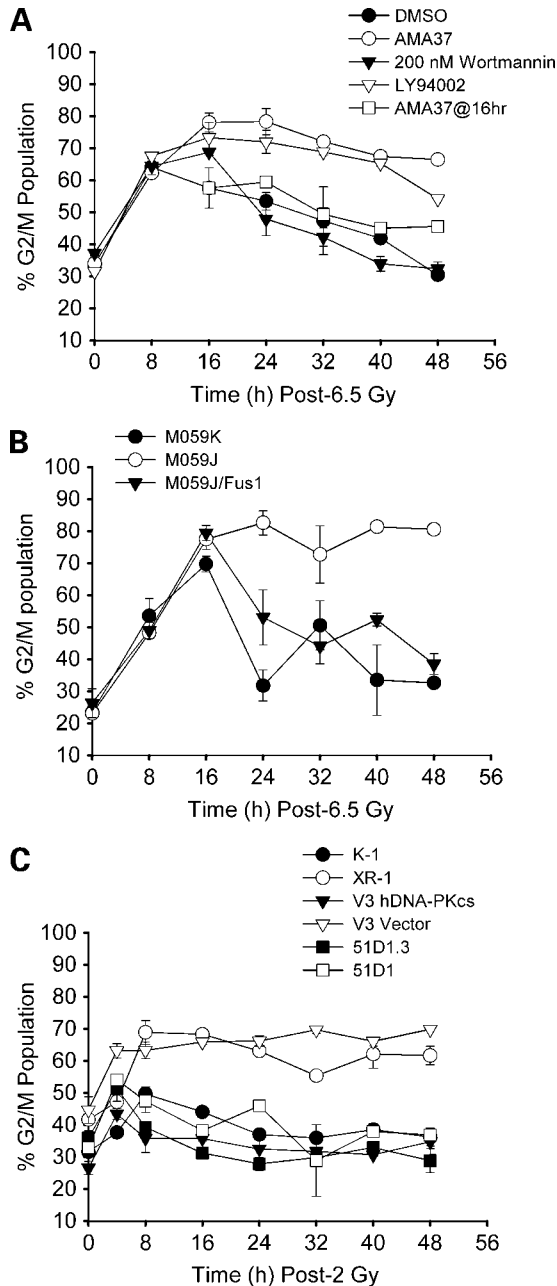 A
DMSO
AMA37
200 nM Wortmannin
LY94002
AMA37@16hr
% G2/M Population
100
90
80
70
60
50
40
30
20
10
0 8 16 24 32 40 48 56
Time (h) Post-6.5 Gy
B
M059K
M059J
M059J/Fus1
% G2/M population
100
90
80
70
60
50
40
30
20
10
0 8 16 24 32 40 48 56
Time (h) Post-6.5 Gy
C
K-1
XR-1
V3 hDNA-PKcs
V3 Vector
51D1.3
51D1
% G2/M Population
100
90
80
70
60
50
40
30
20
10
0 8 16 24 32 40 48 56
Time (h) Post-2 Gy